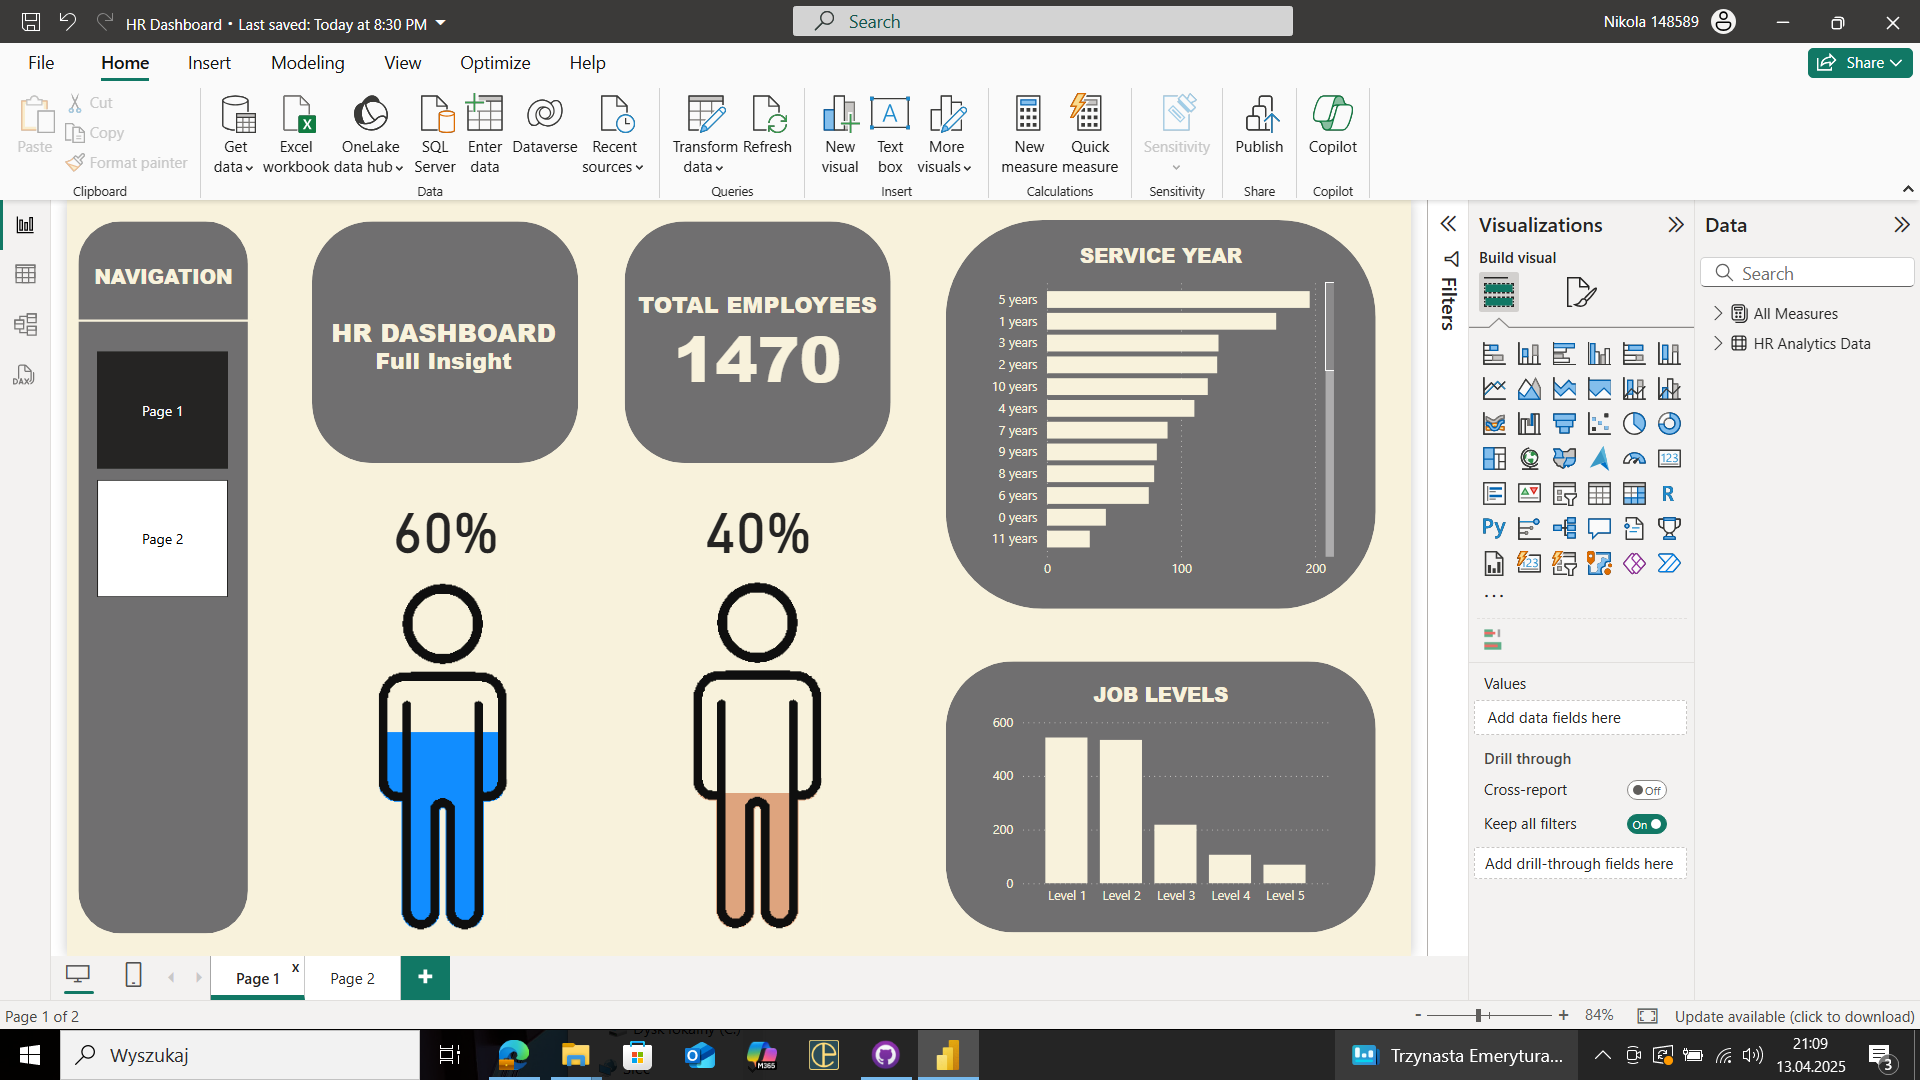 HR Dashboard • Last saved: Today at 8:30 PM
Search
Nikola 148589
File
Home
Insert
Modeling
View
Optimize
Help
Share
Paste
Cut
Copy
Format painter
Clipboard
Get data
Excel workbook
OneLake data hub
SQL Server
Enter data
Dataverse
Recent sources
Data
Transform data
Refresh
Queries
New visual
Text box
More visuals
Insert
New measure
Quick measure
Calculations
Sensitivity
Sensitivity
Publish
Share
Copilot
Copilot
NAVIGATION
Page 1
Page 2
HR DASHBOARD
Full Insight
TOTAL EMPLOYEES
1470
60%
40%
SERVICE YEAR
5 years
1 years
3 years
2 years
10 years
4 years
7 years
9 years
8 years
6 years
0 years
11 years
0 100 200
JOB LEVELS
600
400
200
0
Level 1 Level 2 Level 3 Level 4 Level 5
Filters
Visualizations
Build visual
123
R
Py
123
...
Values
Add data fields here
Drill through
Cross-report
Off
Keep all filters
On
Add drill-through fields here
Data
Search
All Measures
HR Analytics Data
DAX
Page 1
x
Page 2
+
Page 1 of 2
- + 84%
Update available (click to download)
Wyszukaj
M365
Trzynasta Emerytura...
21:09
13.04.2025
3